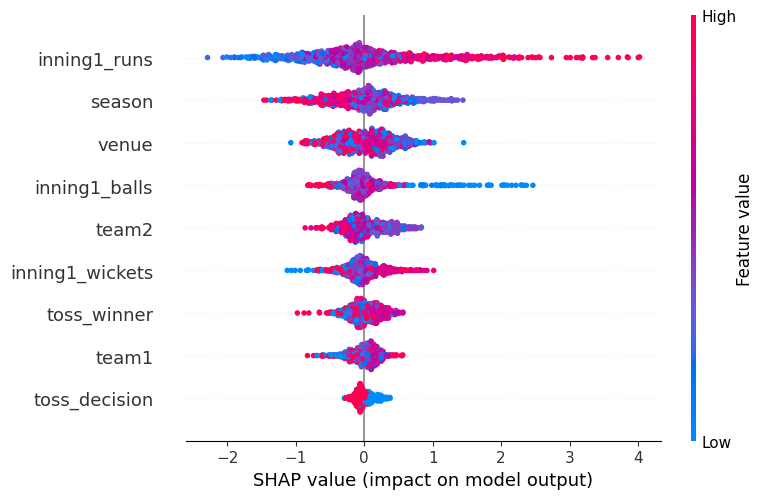 High
inning1_runs
season
venue
inning1_balls
team2
inning1_wickets
toss_winner
team1
toss_decision
Feature value
Low
−2 −1 0 1 2 3 4
SHAP value (impact on model output)